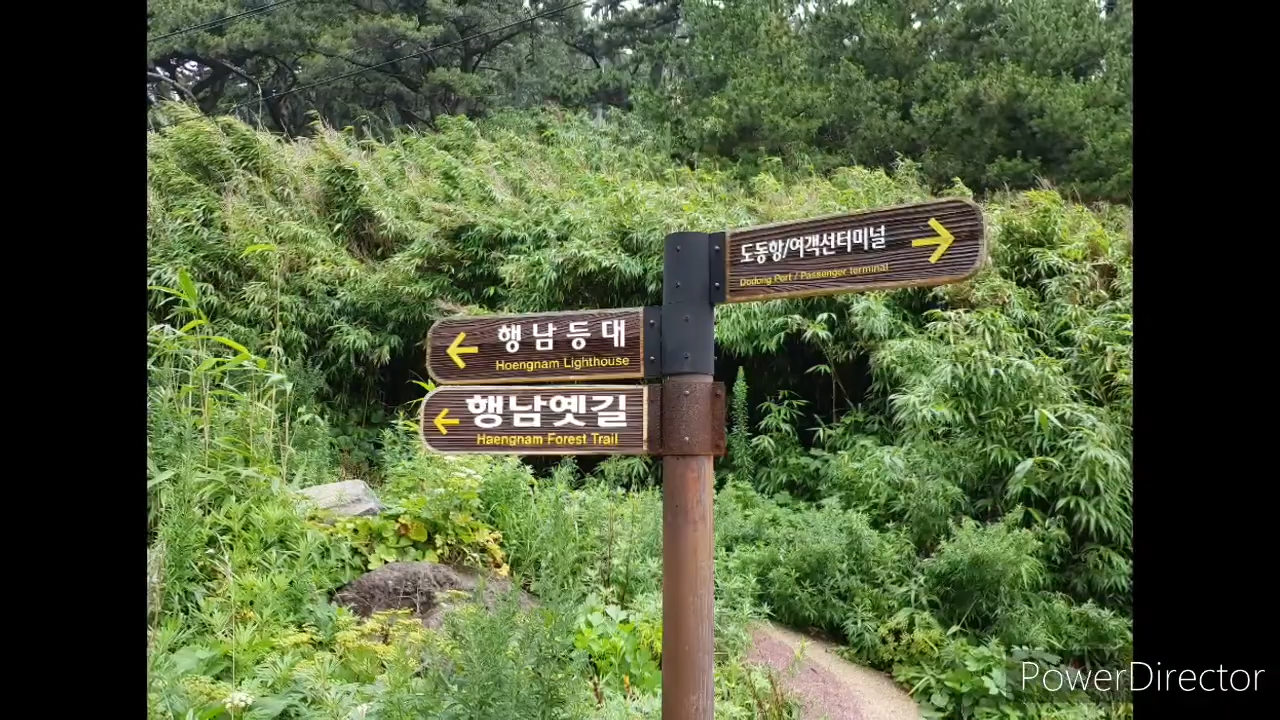 도동항/여객선터미널
Dodong Port / Passenger terminal
행남등대
Hoengnam Lighthouse
행남옛길
Haengnam Forest Trail
PowerDirector